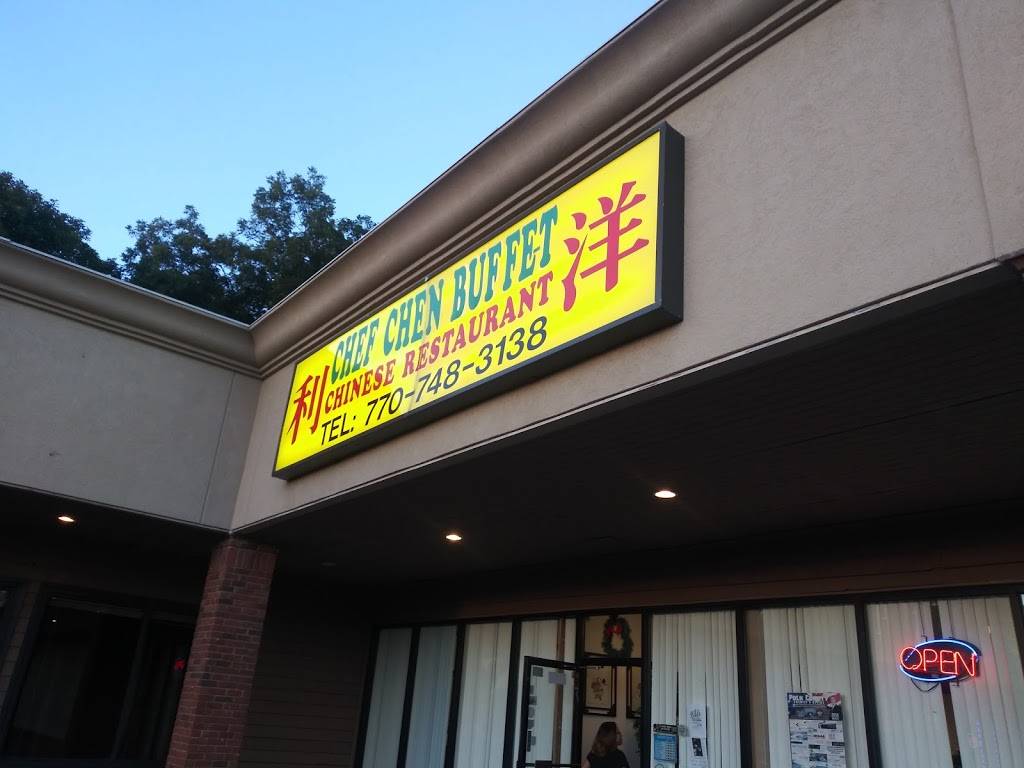 利
CHEF CHEN BUFFET
CHINESE RESTAURANT
TEL: 770-748-3138
洋
OPEN